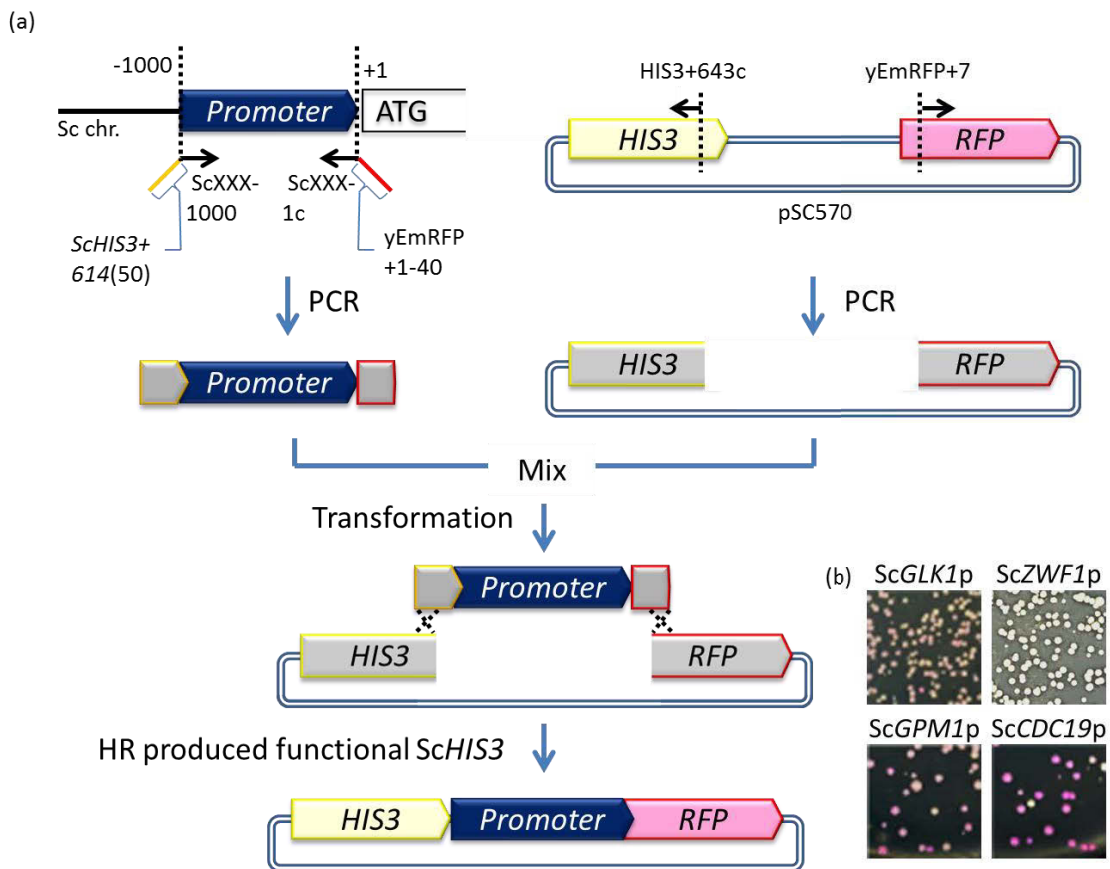 (a)
-1000
+1
Promoter
ATG
Sc chr.
ScXXX-
1000
ScXXX-
1c
ScHIS3+
614(50)
yEmRFP
+1-40
HIS3+643c
yEmRFP+7
HIS3
RFP
pSC570
PCR
PCR
Promoter
HIS3
RFP
Mix
Transformation
Promoter
HIS3
RFP
HR produced functional ScHIS3
HIS3
Promoter
RFP
(b)
ScGLK1p
ScZWF1p
ScGPM1p
ScCDC19p